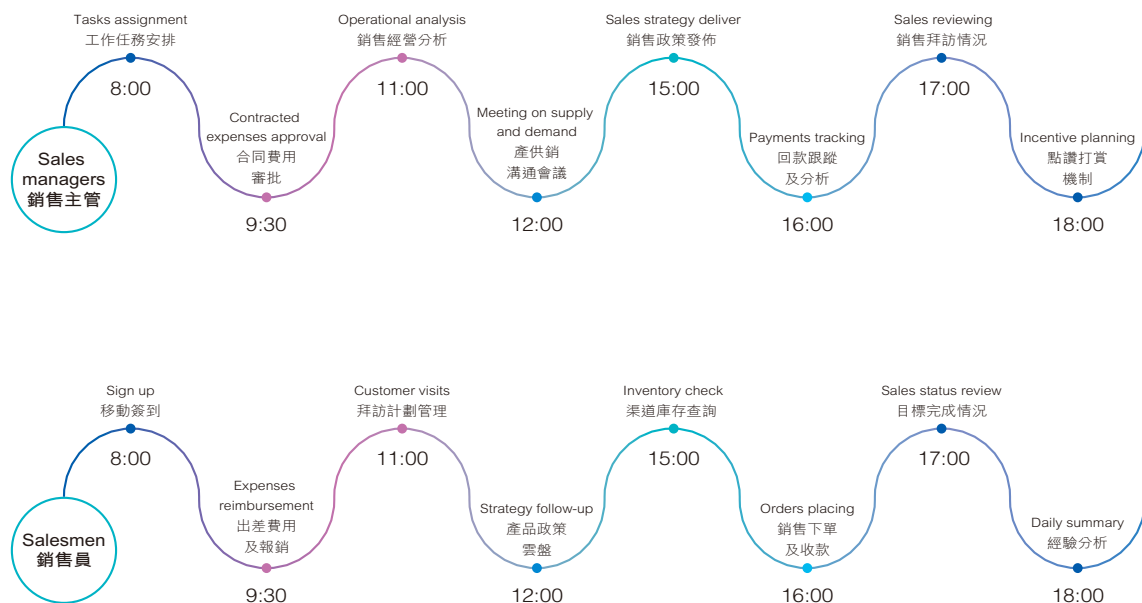 Tasks assignment
工作任務安排
8:00
Operational analysis
銷售經營分析
11:00
Sales strategy deliver
銷售政策發佈
15:00
Sales reviewing
銷售拜訪情況
17:00
Sales
managers
銷售主管
Contracted
expenses approval
合同費用
審批
9:30
Meeting on supply
and demand
產供銷
溝通會議
12:00
Payments tracking
回款跟蹤
及分析
16:00
Incentive planning
點讚打賞
機制
18:00
Sign up
移動簽到
8:00
Customer visits
拜訪計劃管理
11:00
Inventory check
渠道庫存查詢
15:00
Sales status review
目標完成情況
17:00
Salesmen
銷售員
Expenses
reimbursement
出差費用
及報銷
9:30
Strategy follow-up
產品政策
雲盤
12:00
Orders placing
銷售下單
及收款
16:00
Daily summary
經驗分析
18:00